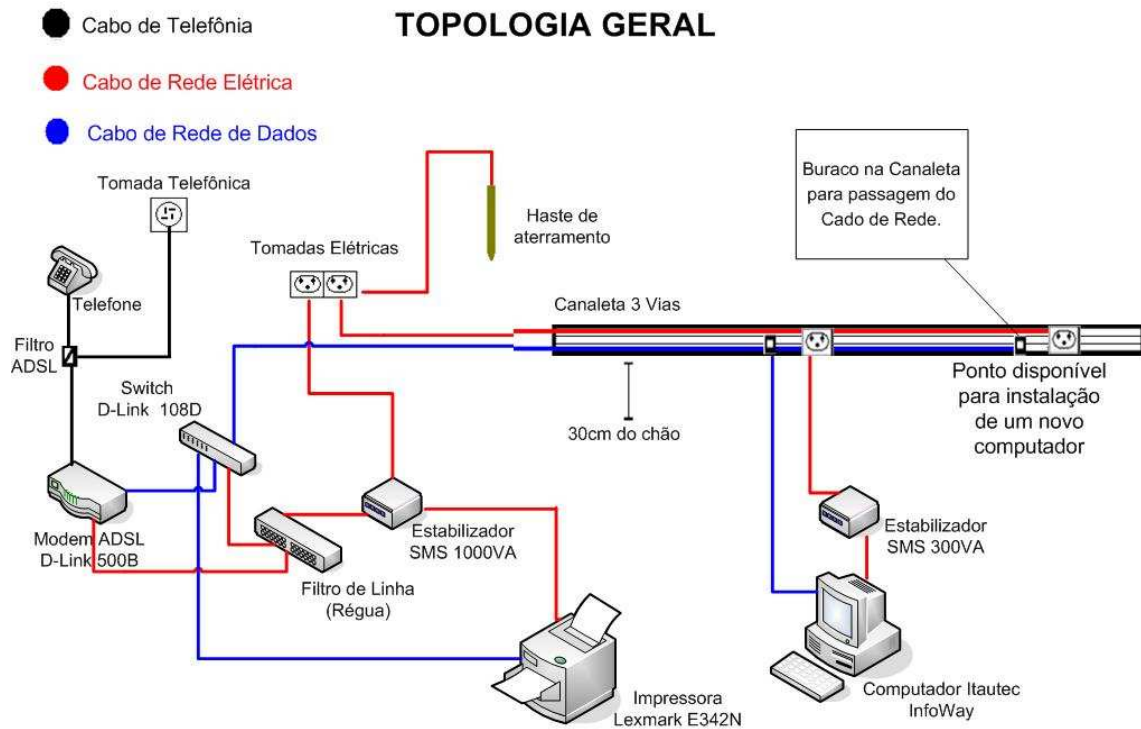 TOPOLOGIA GERAL
Cabo de Telefônia
Cabo de Rede Elétrica
Cabo de Rede de Dados
Tomada Telefônica
Telefone
Filtro
ADSL
Switch
D-Link 108D
Modem ADSL
D-Link 500B
Tomadas Elétricas
Haste de
aterramento
Buraco na Canaleta
para passagem do
Cado de Rede.
Canaleta 3 Vias
30cm do chão
Ponto disponível
para instalação
de um novo
computador
Estabilizador
SMS 1000VA
Filtro de Linha
(Régua)
Estabilizador
SMS 300VA
Impressora
Lexmark E342N
Computador Itautec
InfoWay